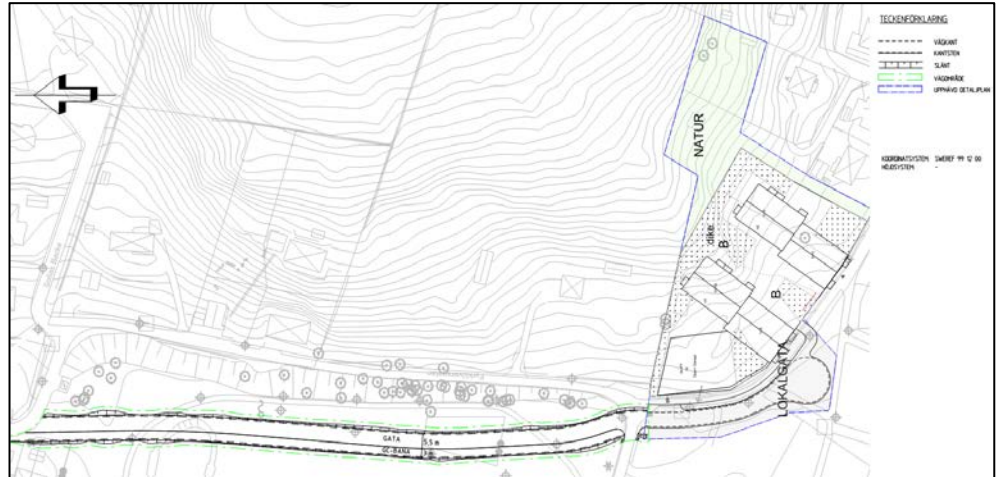 TECKENFÖRKLARING
VÄGKANT
KANTSTEN
SLÄNT
VÄGOMRÅDE
UPPHÄVD DETALJPLAN
KOORDINATSYSTEM: SWEREF 99 12 00
HÖJDSYSTEM: -
NATUR
dike
B
B
LOKALGATA
GATA
5.5 m
GC-BANA